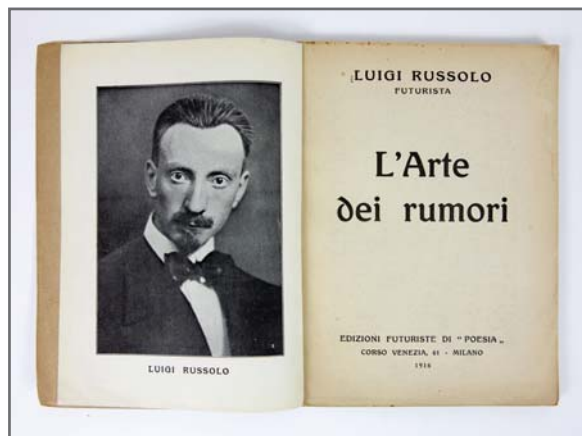 LUIGI RUSSOLO
LUIGI RUSSOLO
FUTURISTA
L'Arte
dei rumori
EDIZIONI FUTURISTE DI "POESIA„
CORSO VENEZIA, 61 - MILANO
1916